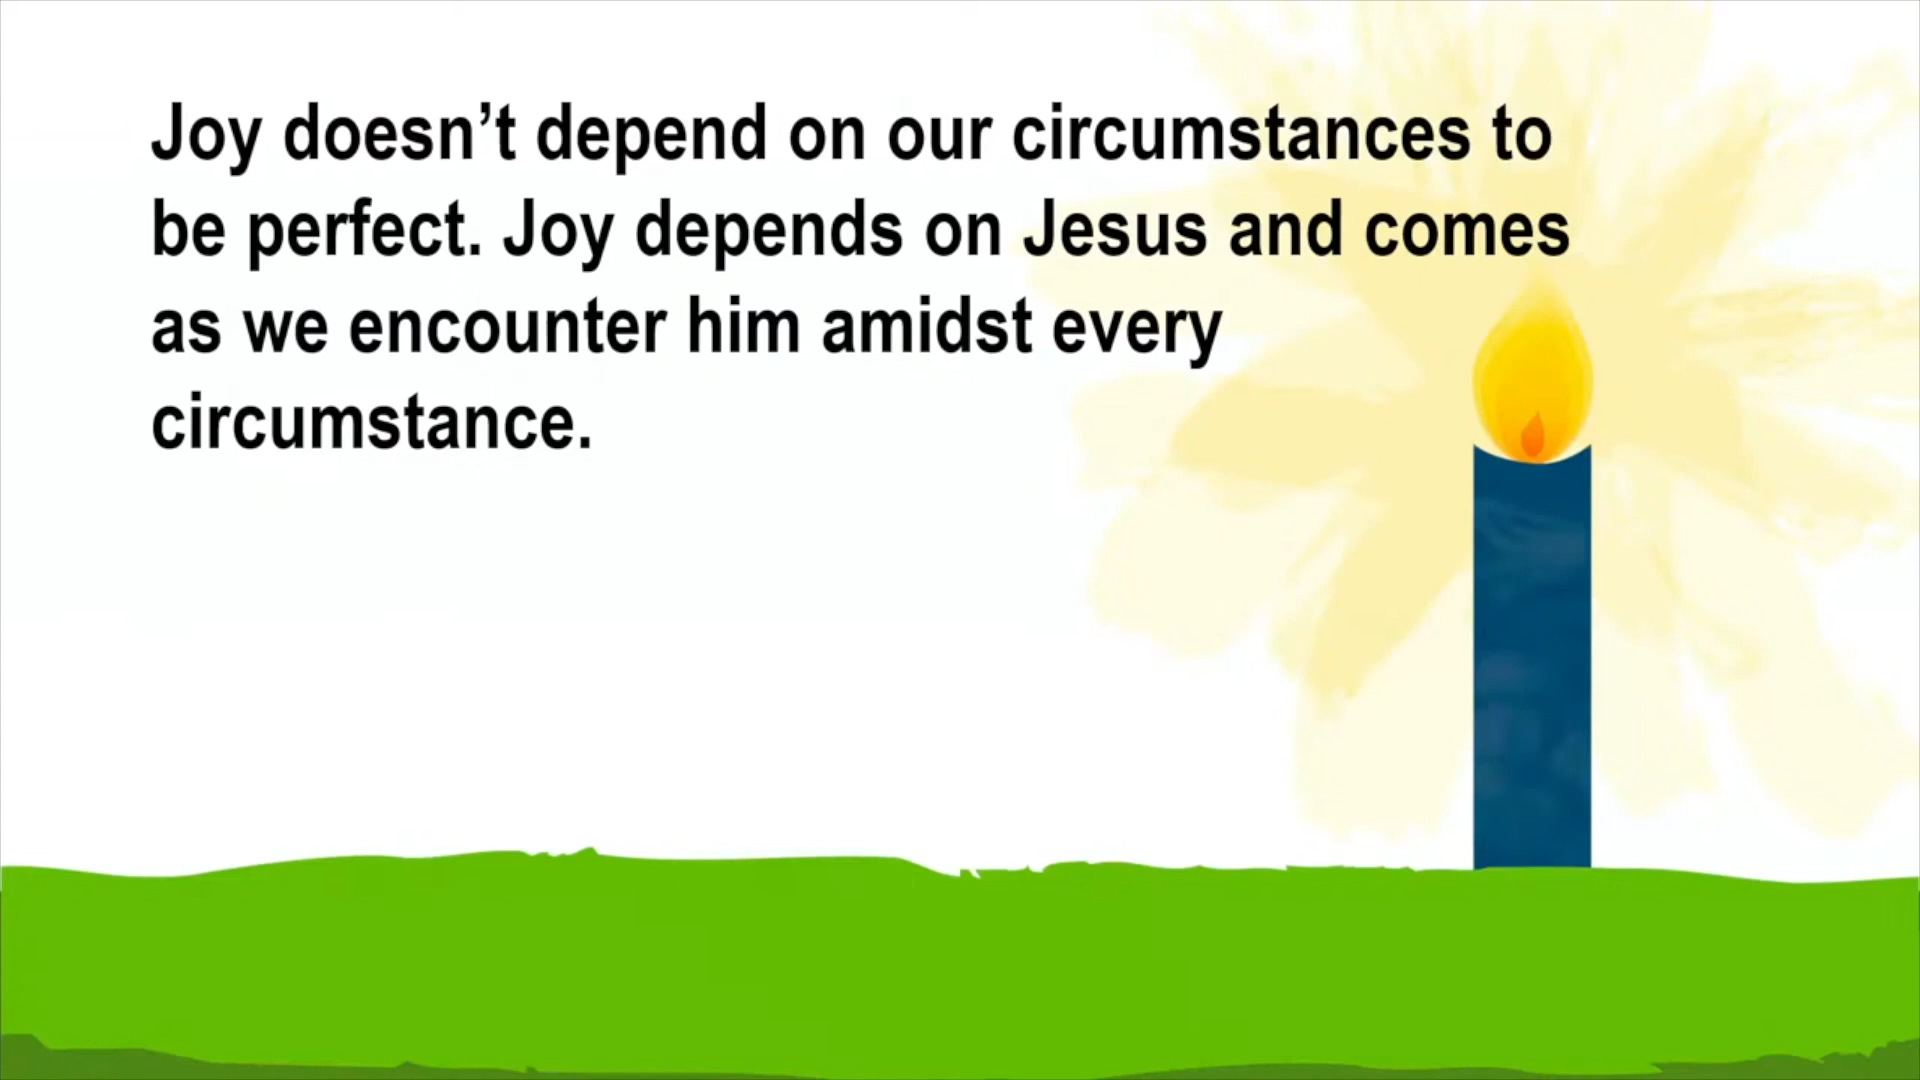 Joy doesn’t depend on our circumstances to
be perfect. Joy depends on Jesus and comes
as we encounter him amidst every
circumstance.